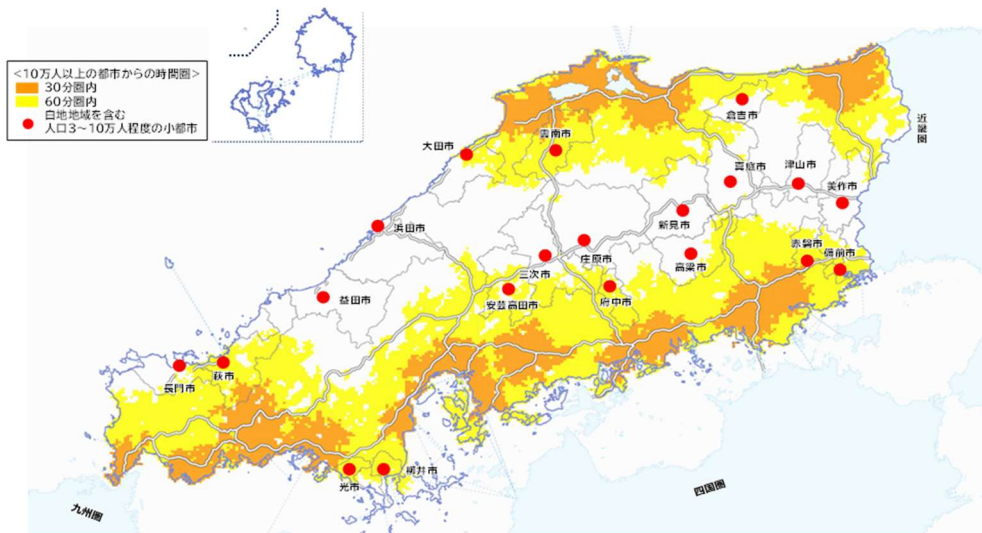 <10万人以上の都市からの時間圏>
30分圏内
60分圏内
白地地域を含む
人口3~10万人程度の小都市
近畿圏
倉吉市
大田市
雲南市
真庭市
津山市
美作市
浜田市
新見市
庄原市
三次市
高梁市
赤磐市
備前市
益田市
安芸高田市
府中市
長門市
萩市
光市
柳井市
四国圏
九州圏